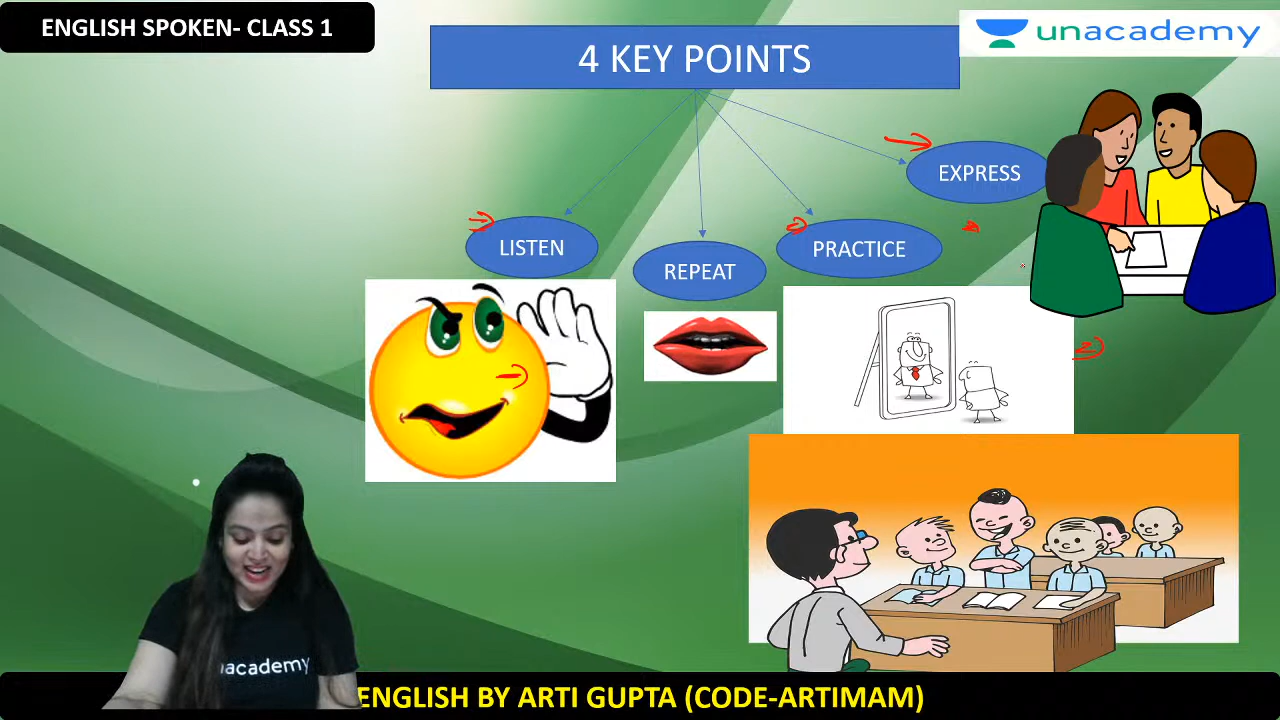 ENGLISH SPOKEN- CLASS 1
4 KEY POINTS
unacademy
EXPRESS
LISTEN
PRACTICE
REPEAT
unacademy
ENGLISH BY ARTI GUPTA (CODE-ARTIMAM)